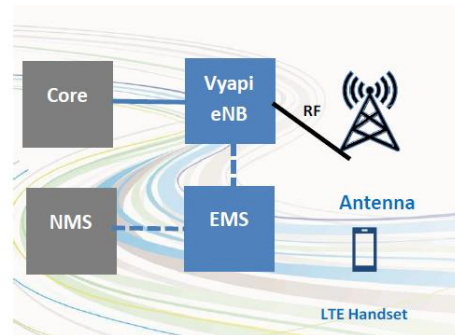 Core
Vyapi
eNB
RF
NMS
EMS
Antenna
LTE Handset